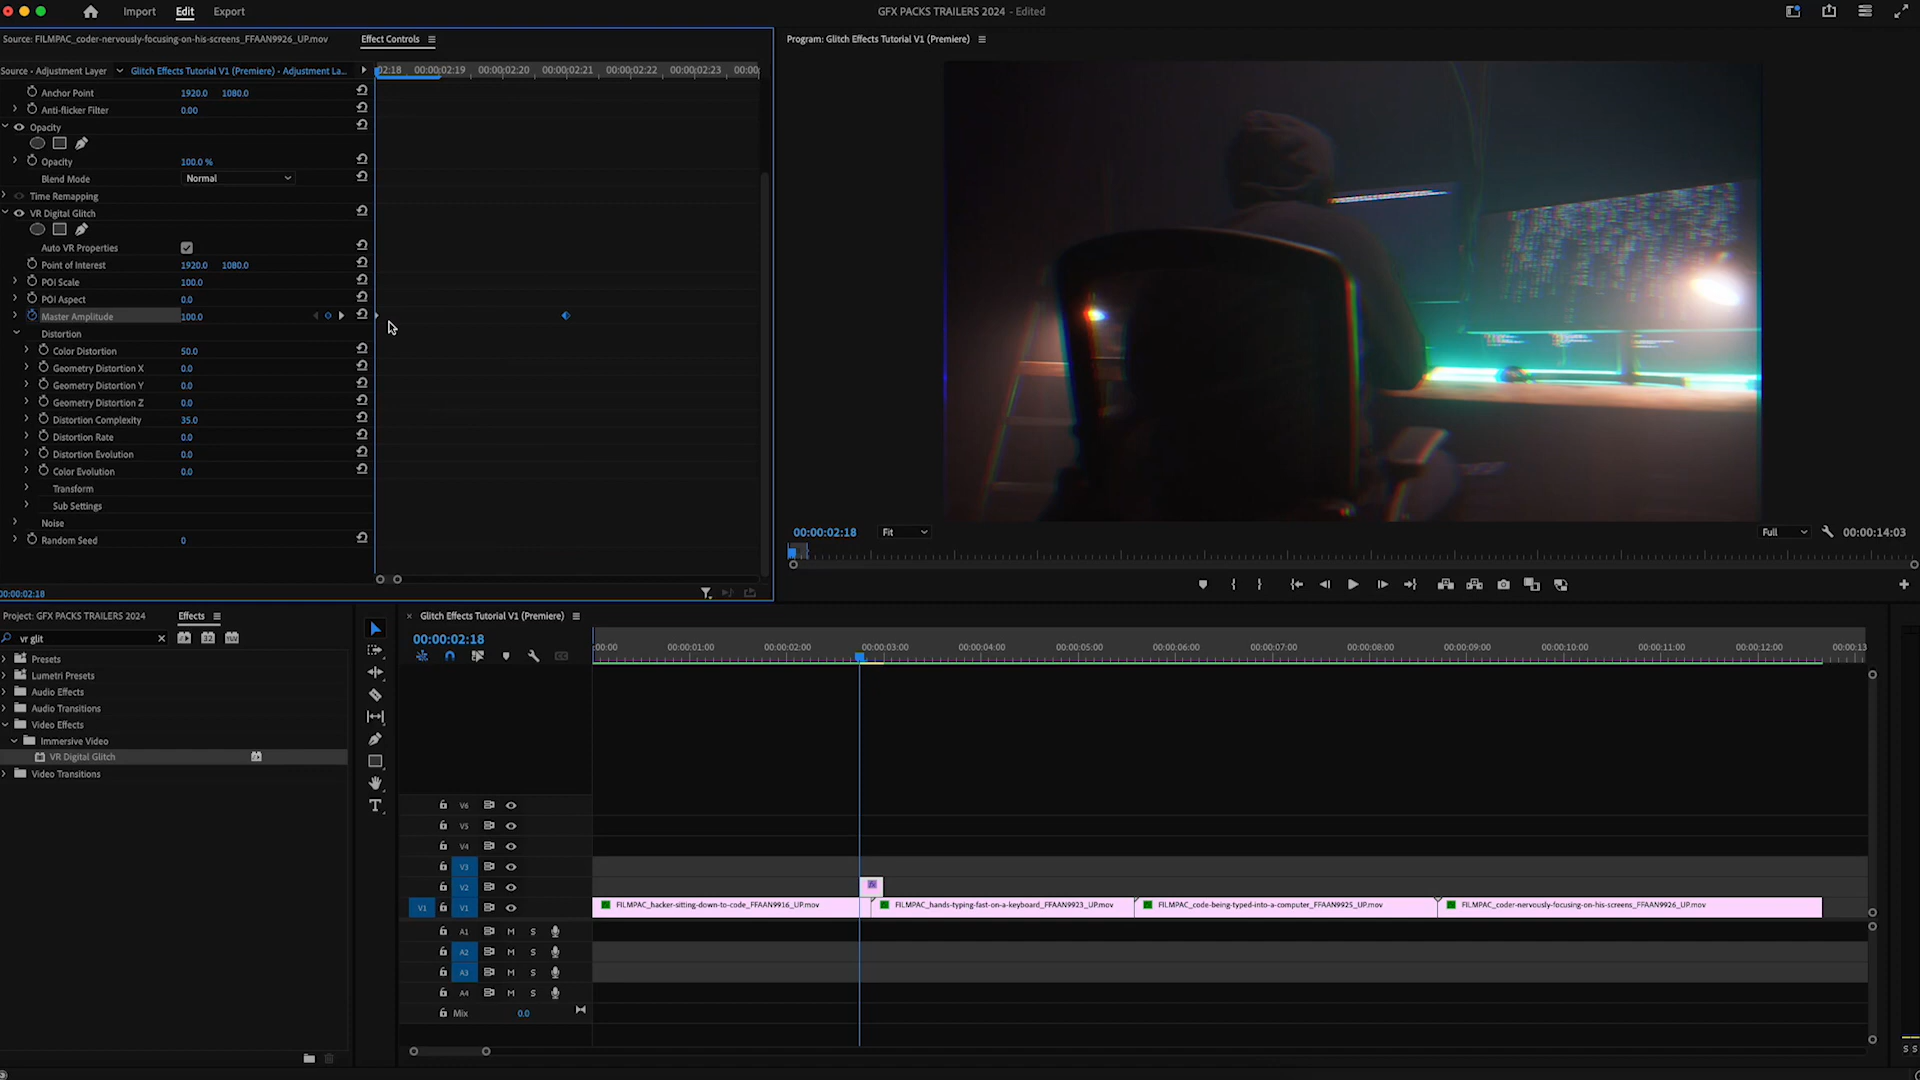 Import Edit Export
GFX PACKS TRAILERS 2024 - Edited
Source: FILMPAC_coder-nervously-focusing-on-his-screens_FFAAN9926_UP.mov
Effect Controls
Program: Glitch Effects Tutorial V1 (Premiere)
Source - Adjustment Layer
Glitch Effects Tutorial V1 (Premiere) - Adjustment La...
02:18 00:00:02:19 00:00:02:20 00:00:02:21 00:00:02:22 00:00:02:23 00:00
Anchor Point 1920.0 1080.0
Anti-flicker Filter 0.00
Opacity
Opacity 100.0 %
Blend Mode Normal
Time Remapping
VR Digital Glitch
Auto VR Properties
Point of Interest 1920.0 1080.0
POI Scale 100.0
POI Aspect 0.0
Master Amplitude 100.0
Distortion
Color Distortion 50.0
Geometry Distortion X 0.0
Geometry Distortion Y 0.0
Geometry Distortion Z 0.0
Distortion Complexity 35.0
Distortion Rate 0.0
Distortion Evolution 0.0
Color Evolution 0.0
Transform
Sub Settings
Noise
Random Seed 0
00:00:02:18
00:00:02:18 Fit Full 00:00:14:03
Project: GFX PACKS TRAILERS 2024
Effects
vr glit
32 YUV
Presets
Lumetri Presets
Audio Effects
Audio Transitions
Video Effects
Immersive Video
VR Digital Glitch
Video Transitions
Glitch Effects Tutorial V1 (Premiere)
00:00:02:18
:00:00 00:00:01:00 00:00:02:00 00:00:03:00 00:00:04:00 00:00:05:00 00:00:06:00 00:00:07:00 00:00:08:00 00:00:09:00 00:00:10:00 00:00:11:00 00:00:12:00 00:00:13
V6
V5
V4
V3
V2 fx
V1 V1 FILMPAC_hacker-sitting-down-to-code_FFAAN9916_UP.mov FILMPAC_hands-typing-fast-on-a-keyboard_FFAAN9923_UP.mov FILMPAC_code-being-typed-into-a-computer_FFAAN9925_UP.mov FILMPAC_coder-nervously-focusing-on-his-screens_FFAAN9926_UP.mov
A1 M S
A2 M S
A3 M S
A4 M S
Mix 0.0
S S